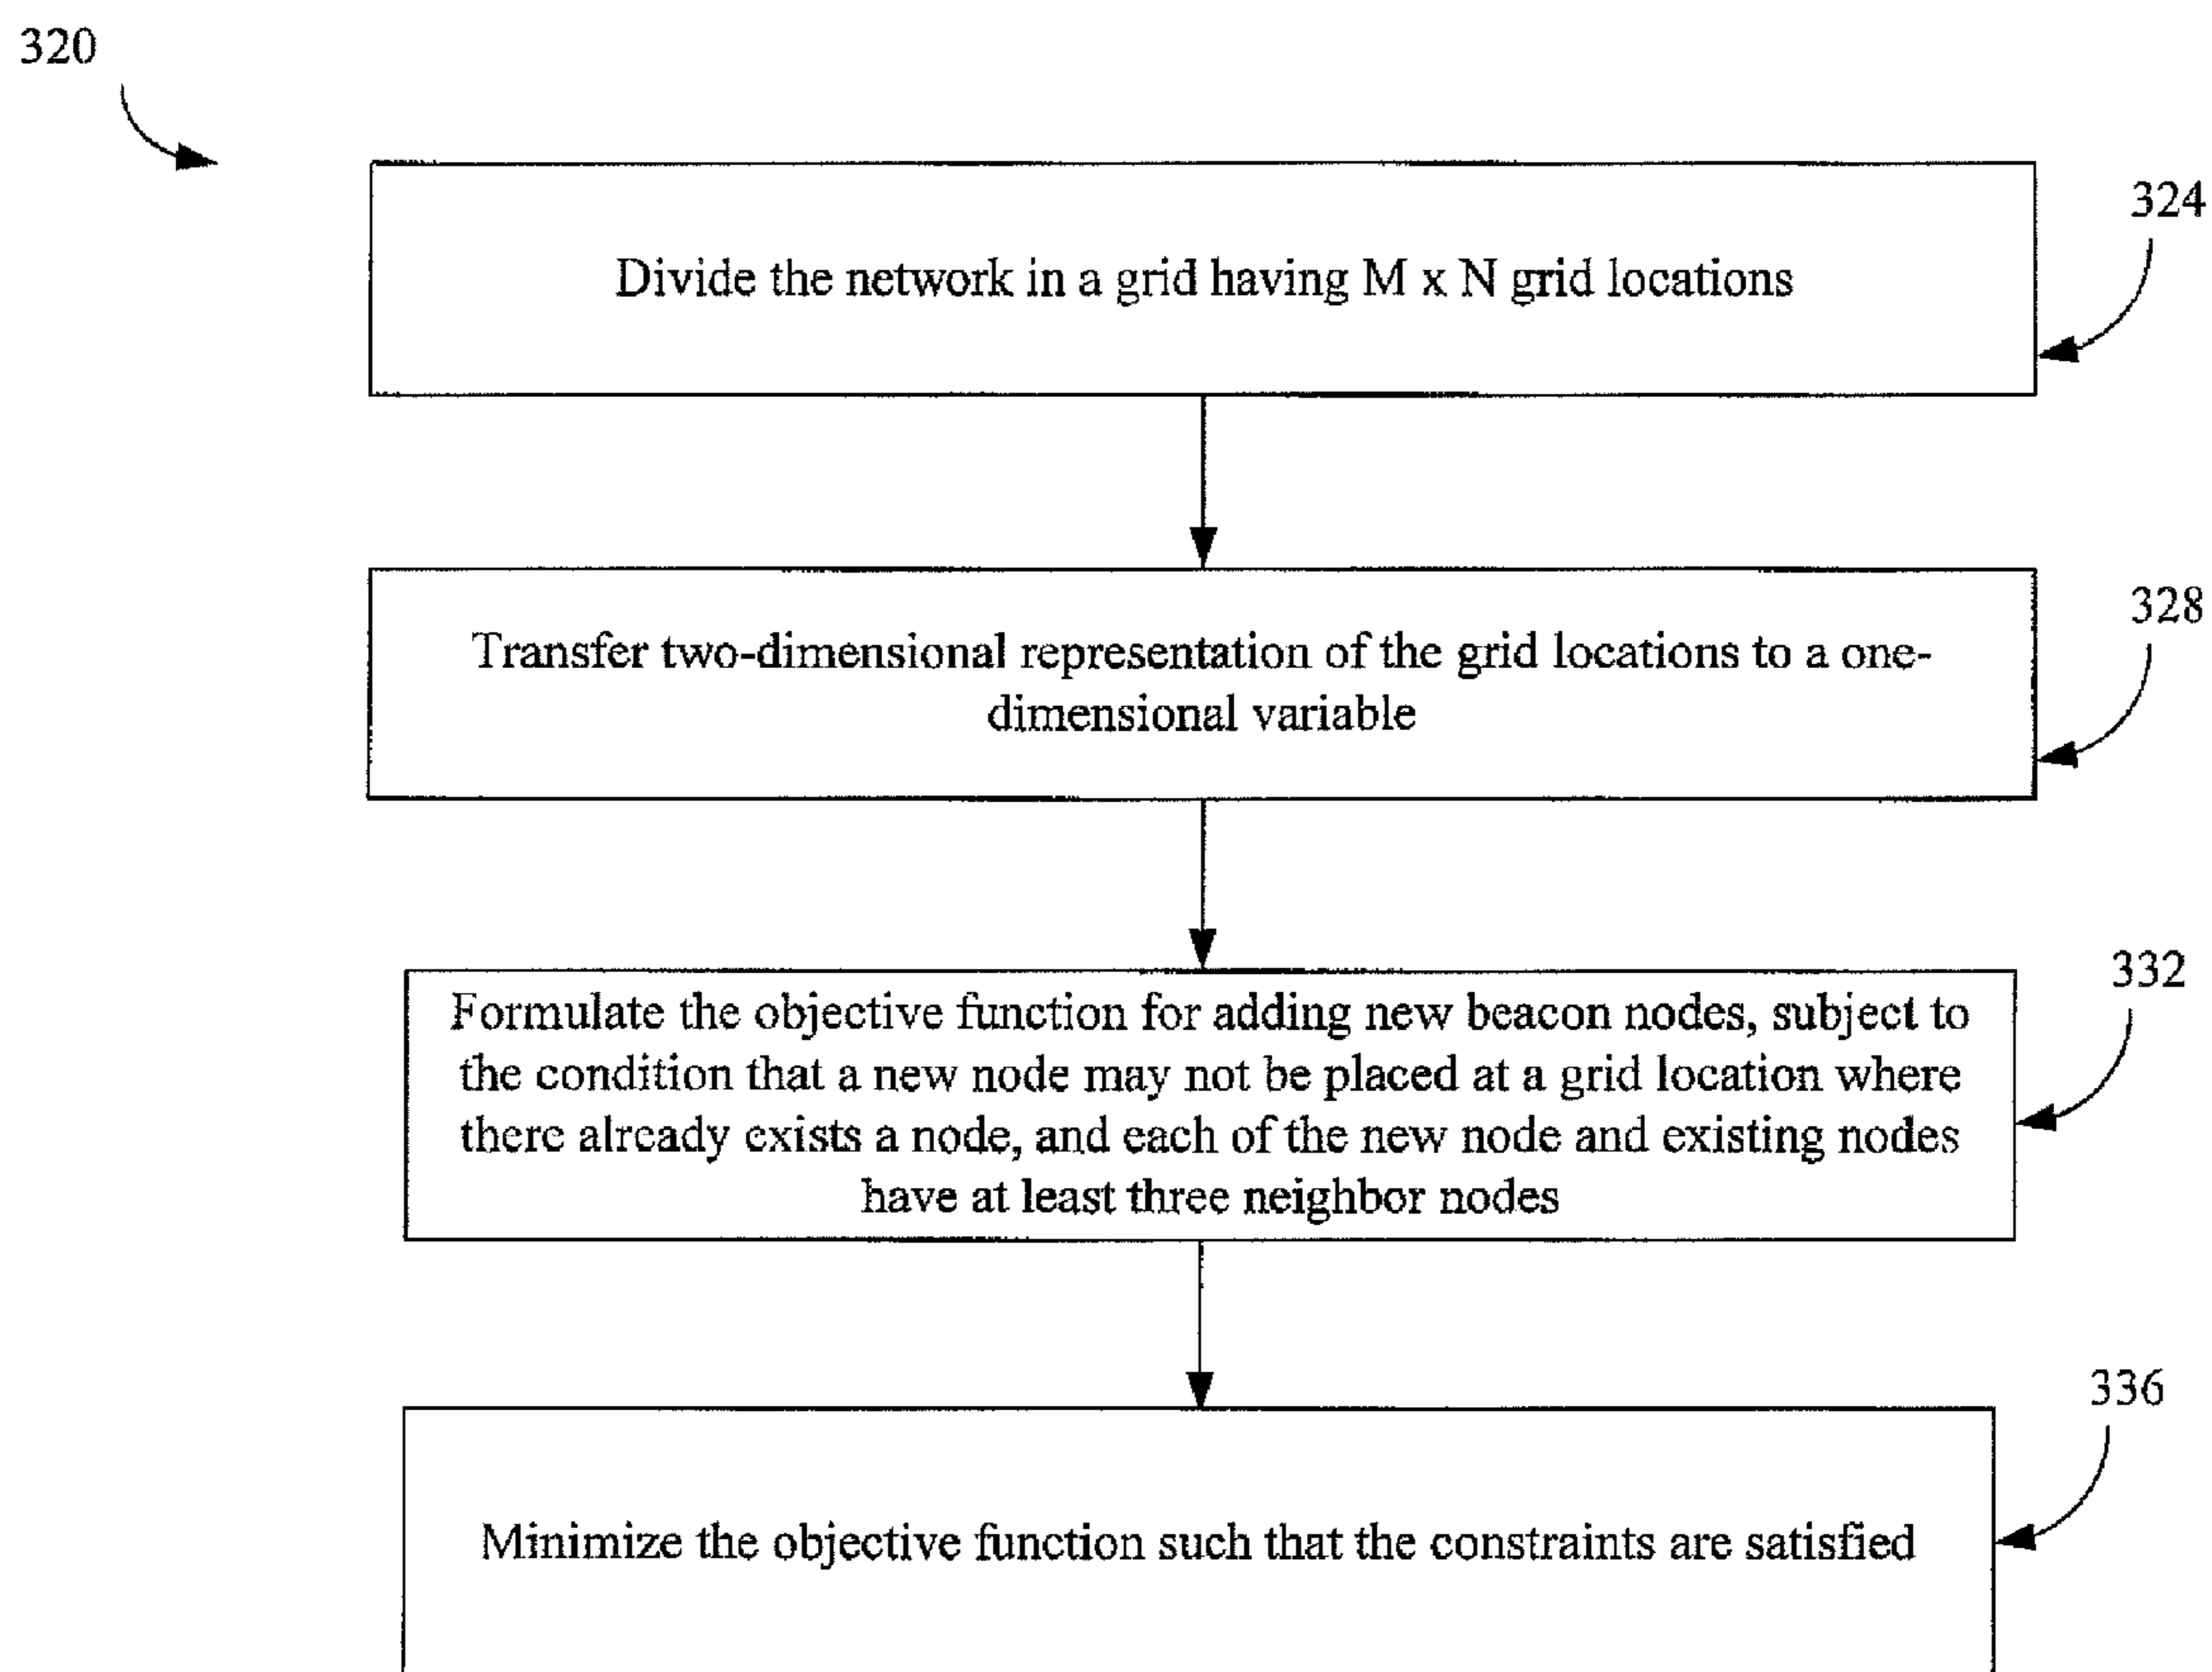 320
324
Divide the network in a grid having M x N grid locations
328
Transfer two-dimensional representation of the grid locations to a one-
dimensional variable
332
Formulate the objective function for adding new beacon nodes, subject to
the condition that a new node may not be placed at a grid location where
there already exists a node, and each of the new node and existing nodes
have at least three neighbor nodes
336
Minimize the objective function such that the constraints are satisfied